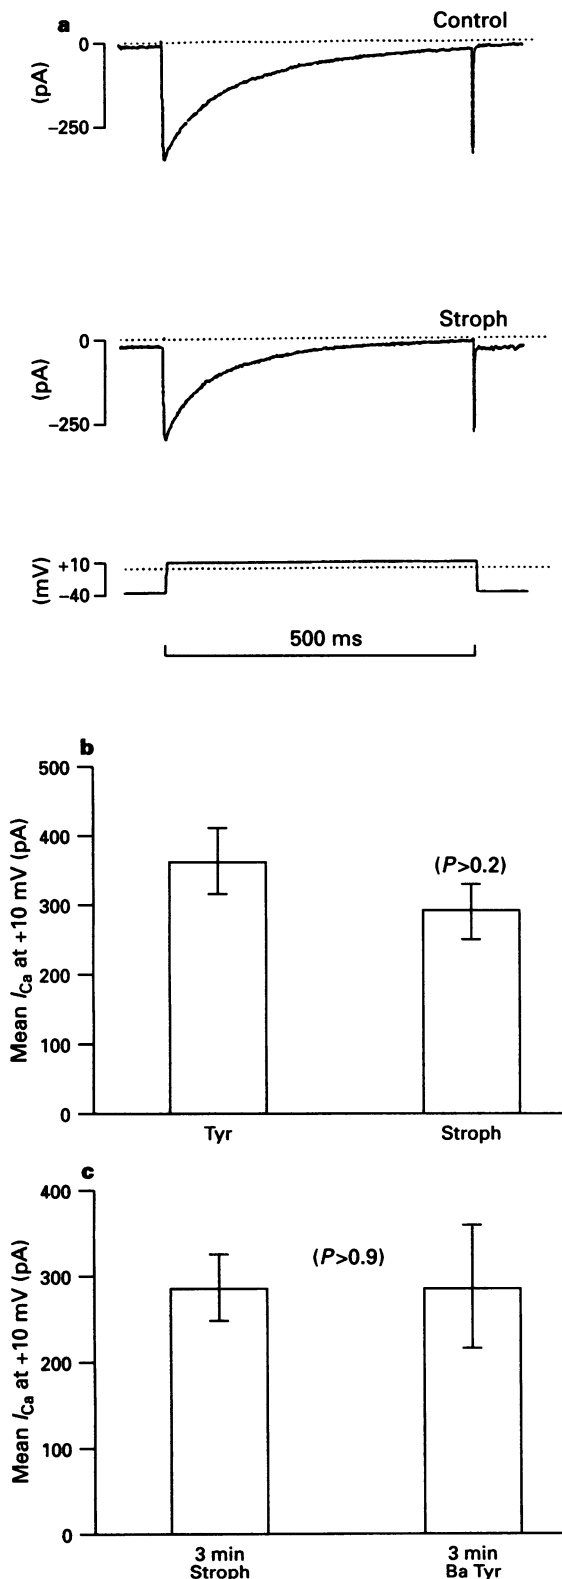 a
Control
0
(pA)
−250
Stroph
0
(pA)
−250
(mV)
+10
−40
500 ms
b
500
400
300
200
100
0
Mean I_Ca at +10 mV (pA)
(P>0.2)
Tyr
Stroph
c
400
300
200
100
0
Mean I_Ca at +10 mV (pA)
(P>0.9)
3 min
Stroph
3 min
Ba Tyr